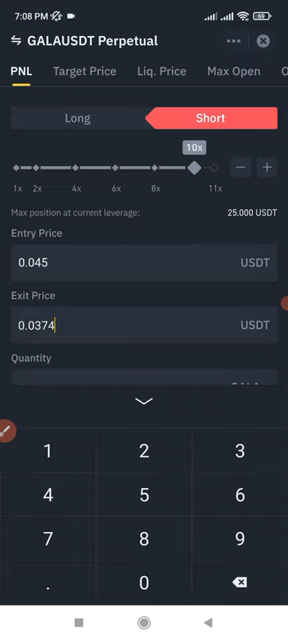 7:08 PM
69
GALAUSDT Perpetual
PNL Target Price Liq. Price Max Open
Long Short
10x
1x 2x 4x 6x 8x 11x
Max position at current leverage: 25,000 USDT
Entry Price
0.045 USDT
Exit Price
0.0374 USDT
Quantity
1 2 3
4 5 6
7 8 9
. 0